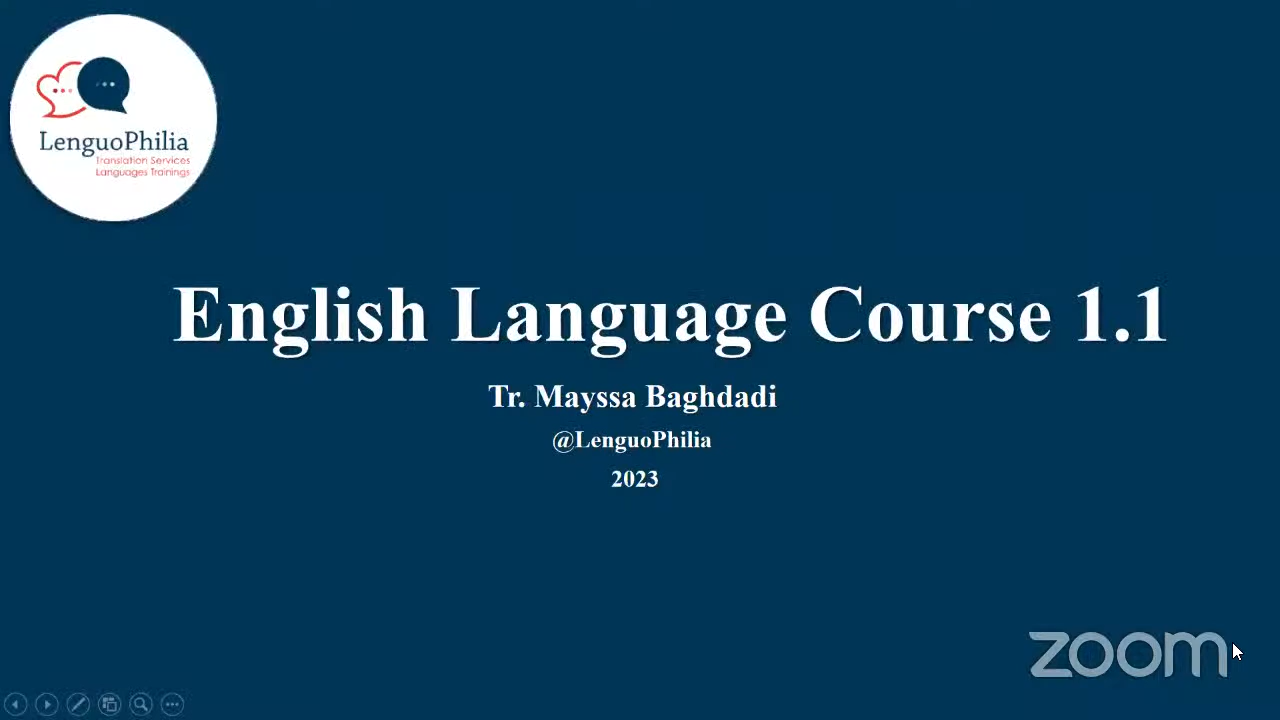 LenguoPhilia
Translation Services
Languages Trainings
English Language Course 1.1
Tr. Mayssa Baghdadi
@LenguoPhilia
2023
zoom